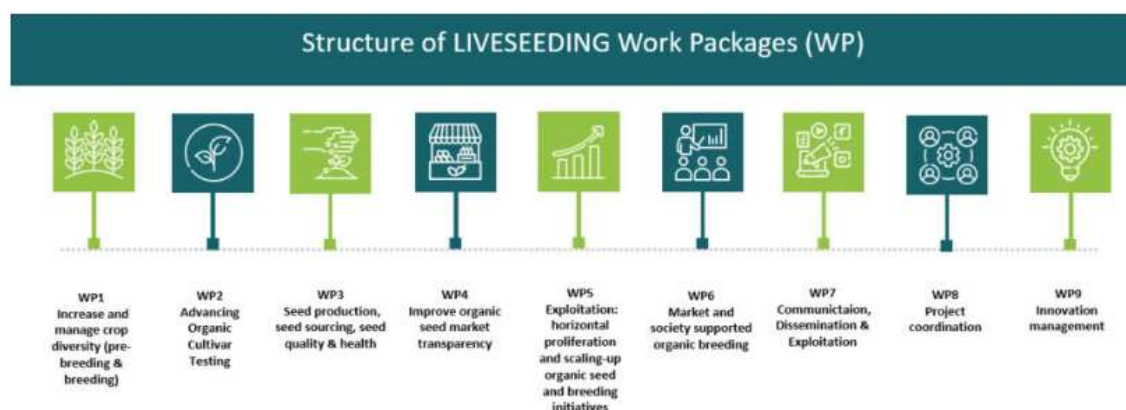 Structure of LIVESEEDING Work Packages (WP)
WP1
Increase and
manage crop
diversity (pre-
breeding &
breeding)
WP2
Advancing
Organic
Cultivar
Testing
WP3
Seed production,
seed sourcing, seed
quality & health
WP4
Improve organic
seed market
transparency
WP5
Exploitation:
horizontal
proliferation
and scaling-up
organic seed
and breeding
initiatives
WP6
Market and
society supported
organic breeding
WP7
Communictaion,
Dissemination &
Exploitation
WP8
Project
coordination
WP9
Innovation
management